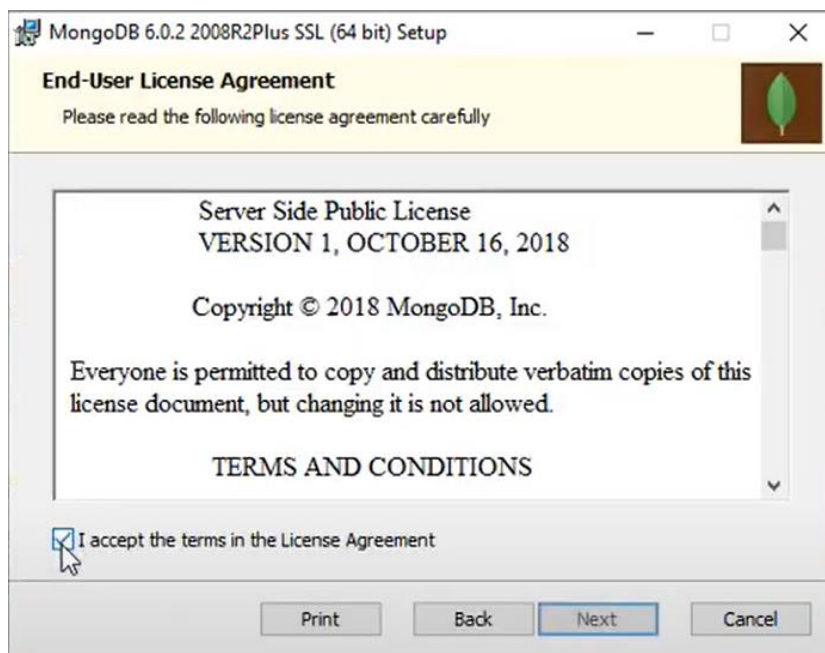 MongoDB 6.0.2 2008R2Plus SSL (64 bit) Setup
End-User License Agreement
Please read the following license agreement carefully
Server Side Public License
VERSION 1, OCTOBER 16, 2018
Copyright © 2018 MongoDB, Inc.
Everyone is permitted to copy and distribute verbatim copies of this
license document, but changing it is not allowed.
TERMS AND CONDITIONS
I accept the terms in the License Agreement
Print Back Next Cancel